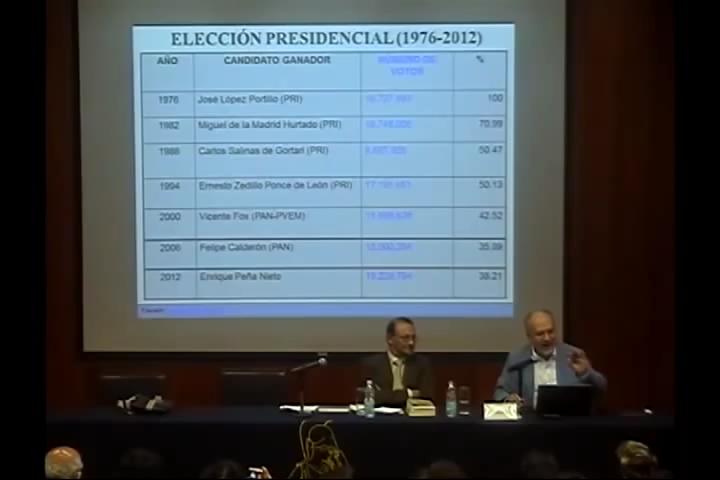 ELECCIÓN PRESIDENCIAL (1976-2012)
AÑO CANDIDATO GANADOR NÚMERO DE VOTOS %
1976 José López Portillo (PRI) 100
1982 Miguel de la Madrid Hurtado (PRI) 70.99
1988 Carlos Salinas de Gortari (PRI) 50.47
1994 Ernesto Zedillo Ponce de León (PRI) 50.13
2000 Vicente Fox (PAN-PVEM) 42.52
2006 Felipe Calderón (PAN) 35.89
2012 Enrique Peña Nieto 38.21